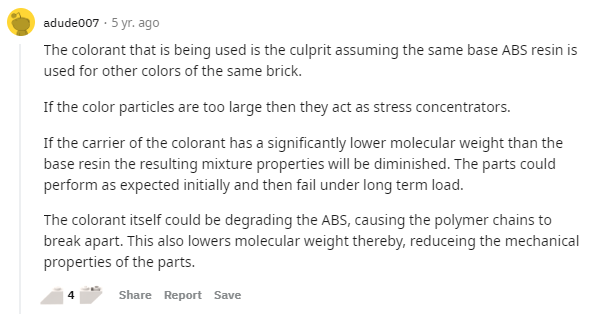 adude007 · 5 yr. ago
The colorant that is being used is the culprit assuming the same base ABS resin is
used for other colors of the same brick.
If the color particles are too large then they act as stress concentrators.
If the carrier of the colorant has a significantly lower molecular weight than the
base resin the resulting mixture properties will be diminished. The parts could
perform as expected initially and then fail under long term load.
The colorant itself could be degrading the ABS, causing the polymer chains to
break apart. This also lowers molecular weight thereby, reduceing the mechanical
properties of the parts.
4 Share Report Save